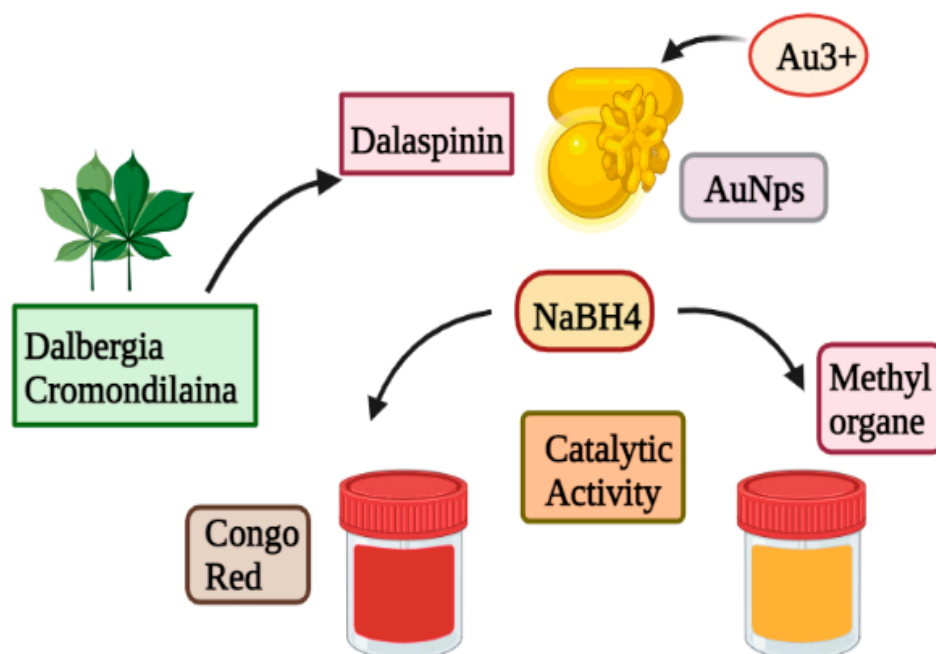 Au3+
Dalaspinin
AuNps
NaBH4
Dalbergia
Cromondilaina
Methyl
organe
Catalytic
Activity
Congo
Red